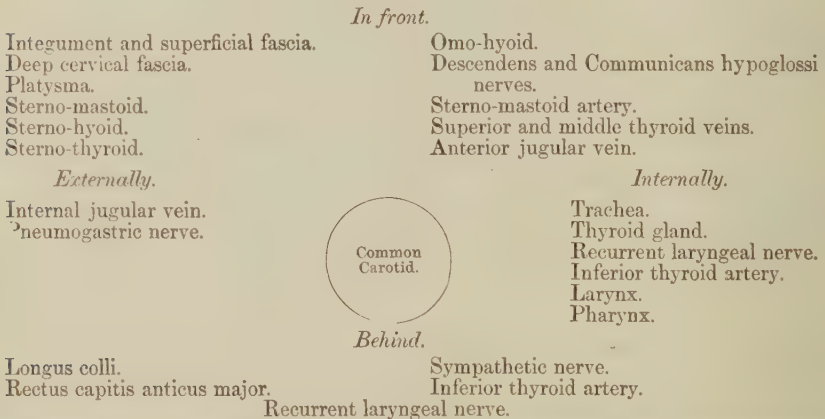 In front.
Integument and superficial fascia.
Deep cervical fascia.
Platysma.
Sterno-mastoid.
Sterno-hyoid.
Sterno-thyroid.
Omo-hyoid.
Descendens and Communicans hypoglossi
nerves.
Sterno-mastoid artery.
Superior and middle thyroid veins.
Anterior jugular vein.
Externally.
Internal jugular vein.
Pneumogastric nerve.
Common
Carotid.
Internally.
Trachea.
Thyroid gland.
Recurrent laryngeal nerve.
Inferior thyroid artery.
Larynx.
Pharynx.
Behind.
Longus colli.
Rectus capitis anticus major.
Sympathetic nerve.
Inferior thyroid artery.
Recurrent laryngeal nerve.